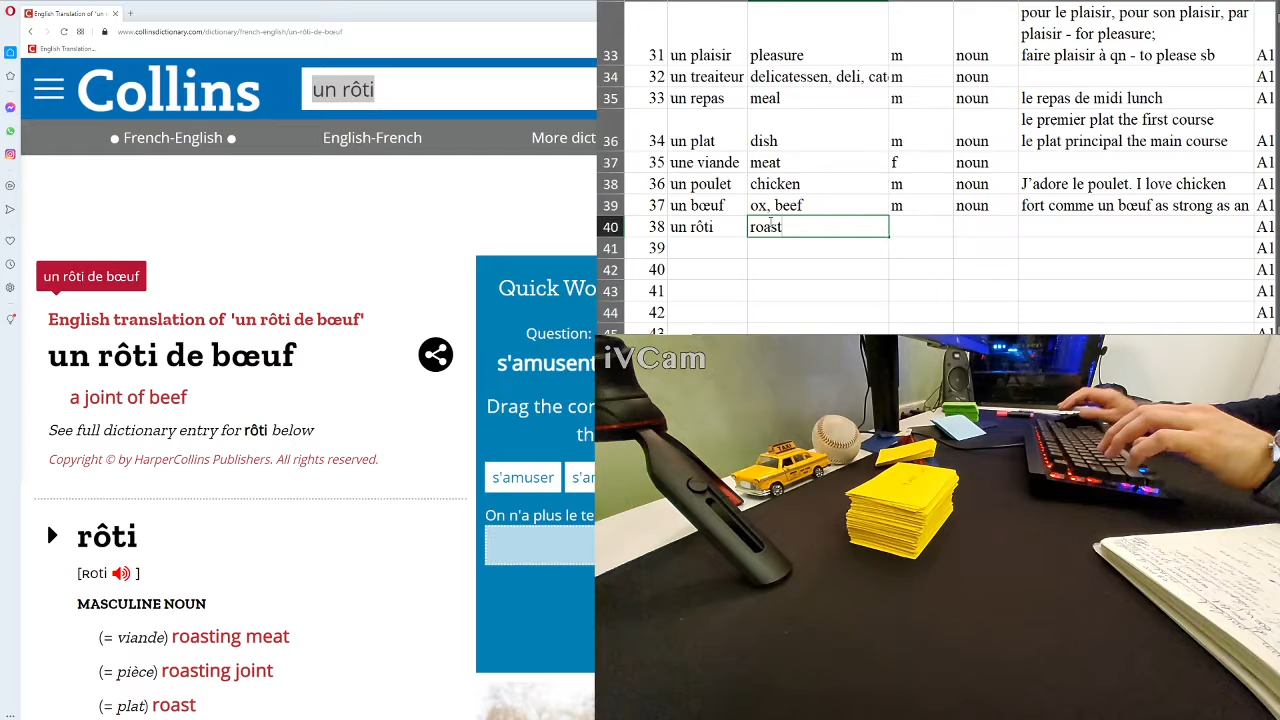 English Translation of "un r
www.collinsdictionary.com/dictionary/french-english/un-rôti-de-bœuf
English Translation...
Collins
un rôti
French-English
English-French
More dict
un rôti de bœuf
English translation of 'un rôti de bœuf'
un rôti de bœuf
a joint of beef
See full dictionary entry for rôti below
Copyright © by HarperCollins Publishers. All rights reserved.
rôti
[ʀoti ]
MASCULINE NOUN
(= viande) roasting meat
(= pièce) roasting joint
(= plat) roast
Quick Wo
Question:
s'amusent
Drag the cor
th
s'amuser
s'a
On n'a plus le te
pour le plaisir, pour son plaisir, par
plaisir - for pleasure;
33 31 un plaisir pleasure m noun faire plaisir à qn - to please sb A1
34 32 un treaiteur delicatessen, deli, cat m noun A1
35 33 un repas meal m noun le repas de midi lunch A1
le premier plat the first course
36 34 un plat dish m noun le plat principal the main course A1
37 35 une viande meat f noun A1
38 36 un poulet chicken m noun J'adore le poulet. I love chicken A1
39 37 un bœuf ox, beef m noun fort comme un bœuf as strong as an A1
40 38 un rôti roast A1
41 39 A1
42 40 A1
43 41 A1
44 42 A1
45 43
iVCam
TAXI